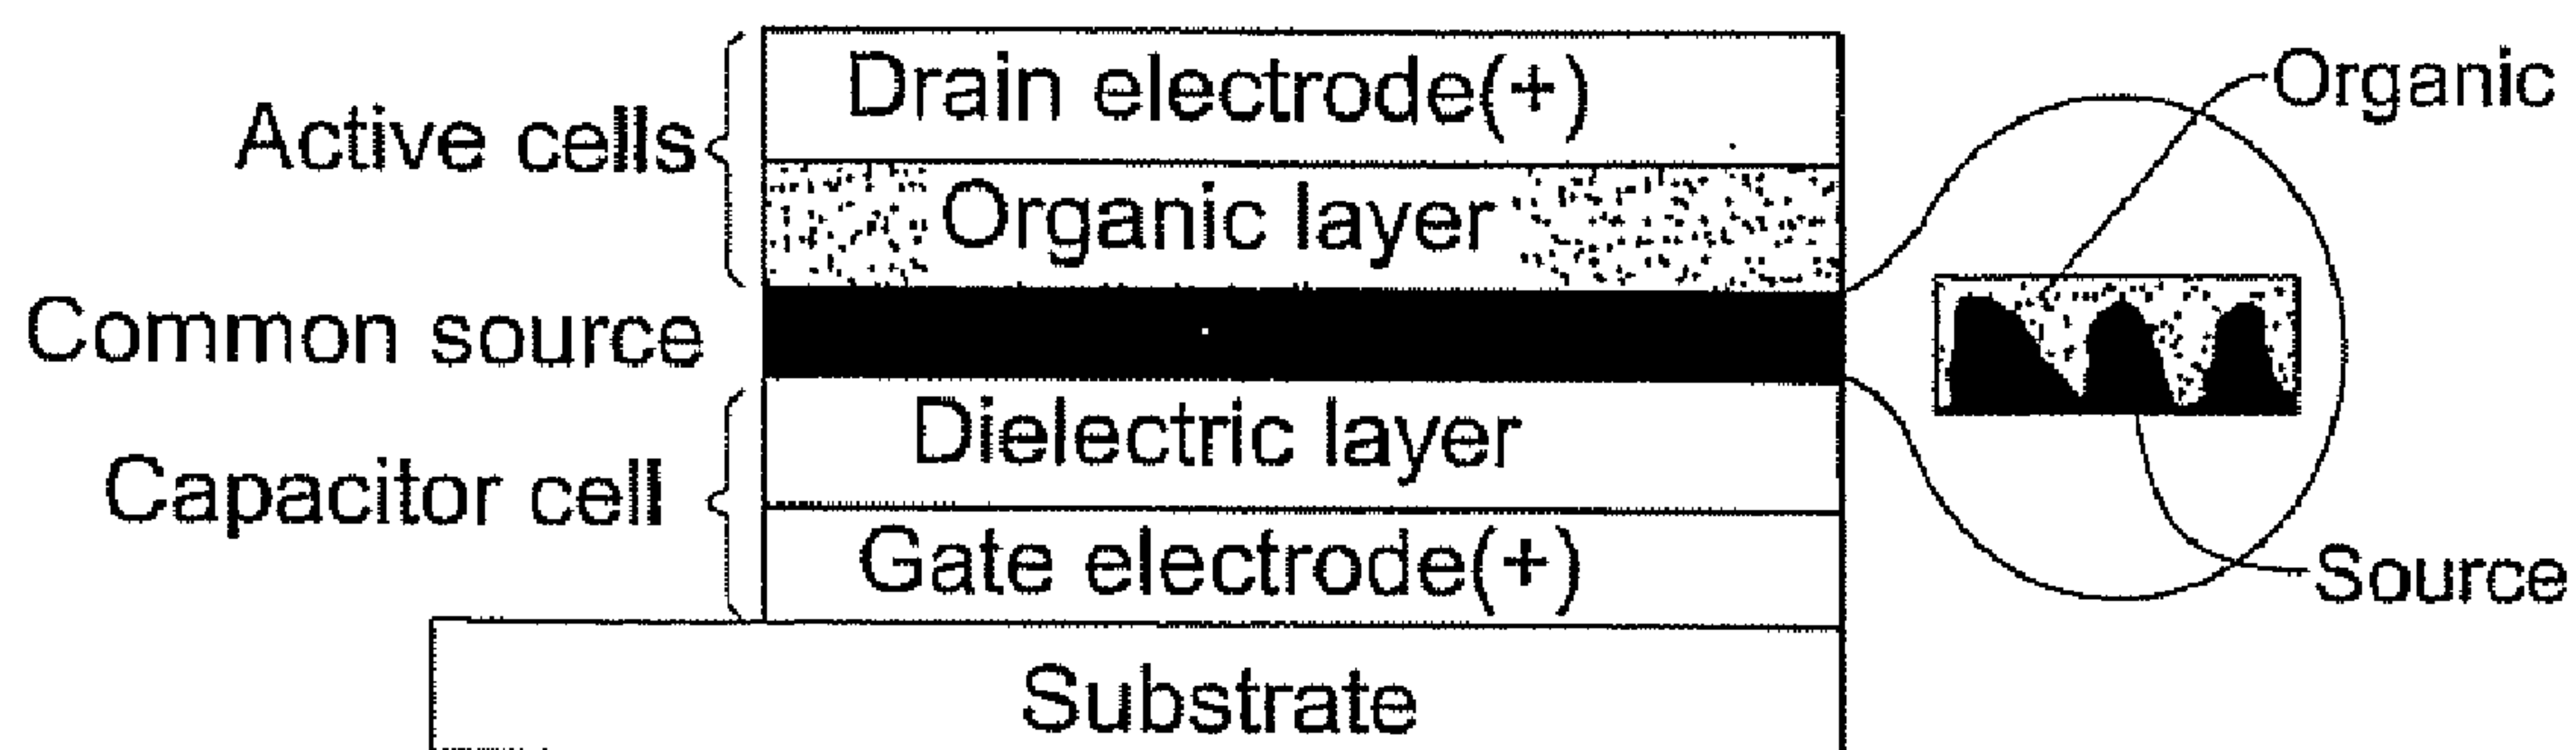 Drain electrode(+)
Organic
Active cells
Organic layer
Common source
Dielectric layer
Capacitor cell
Gate electrode(+)
Source
Substrate